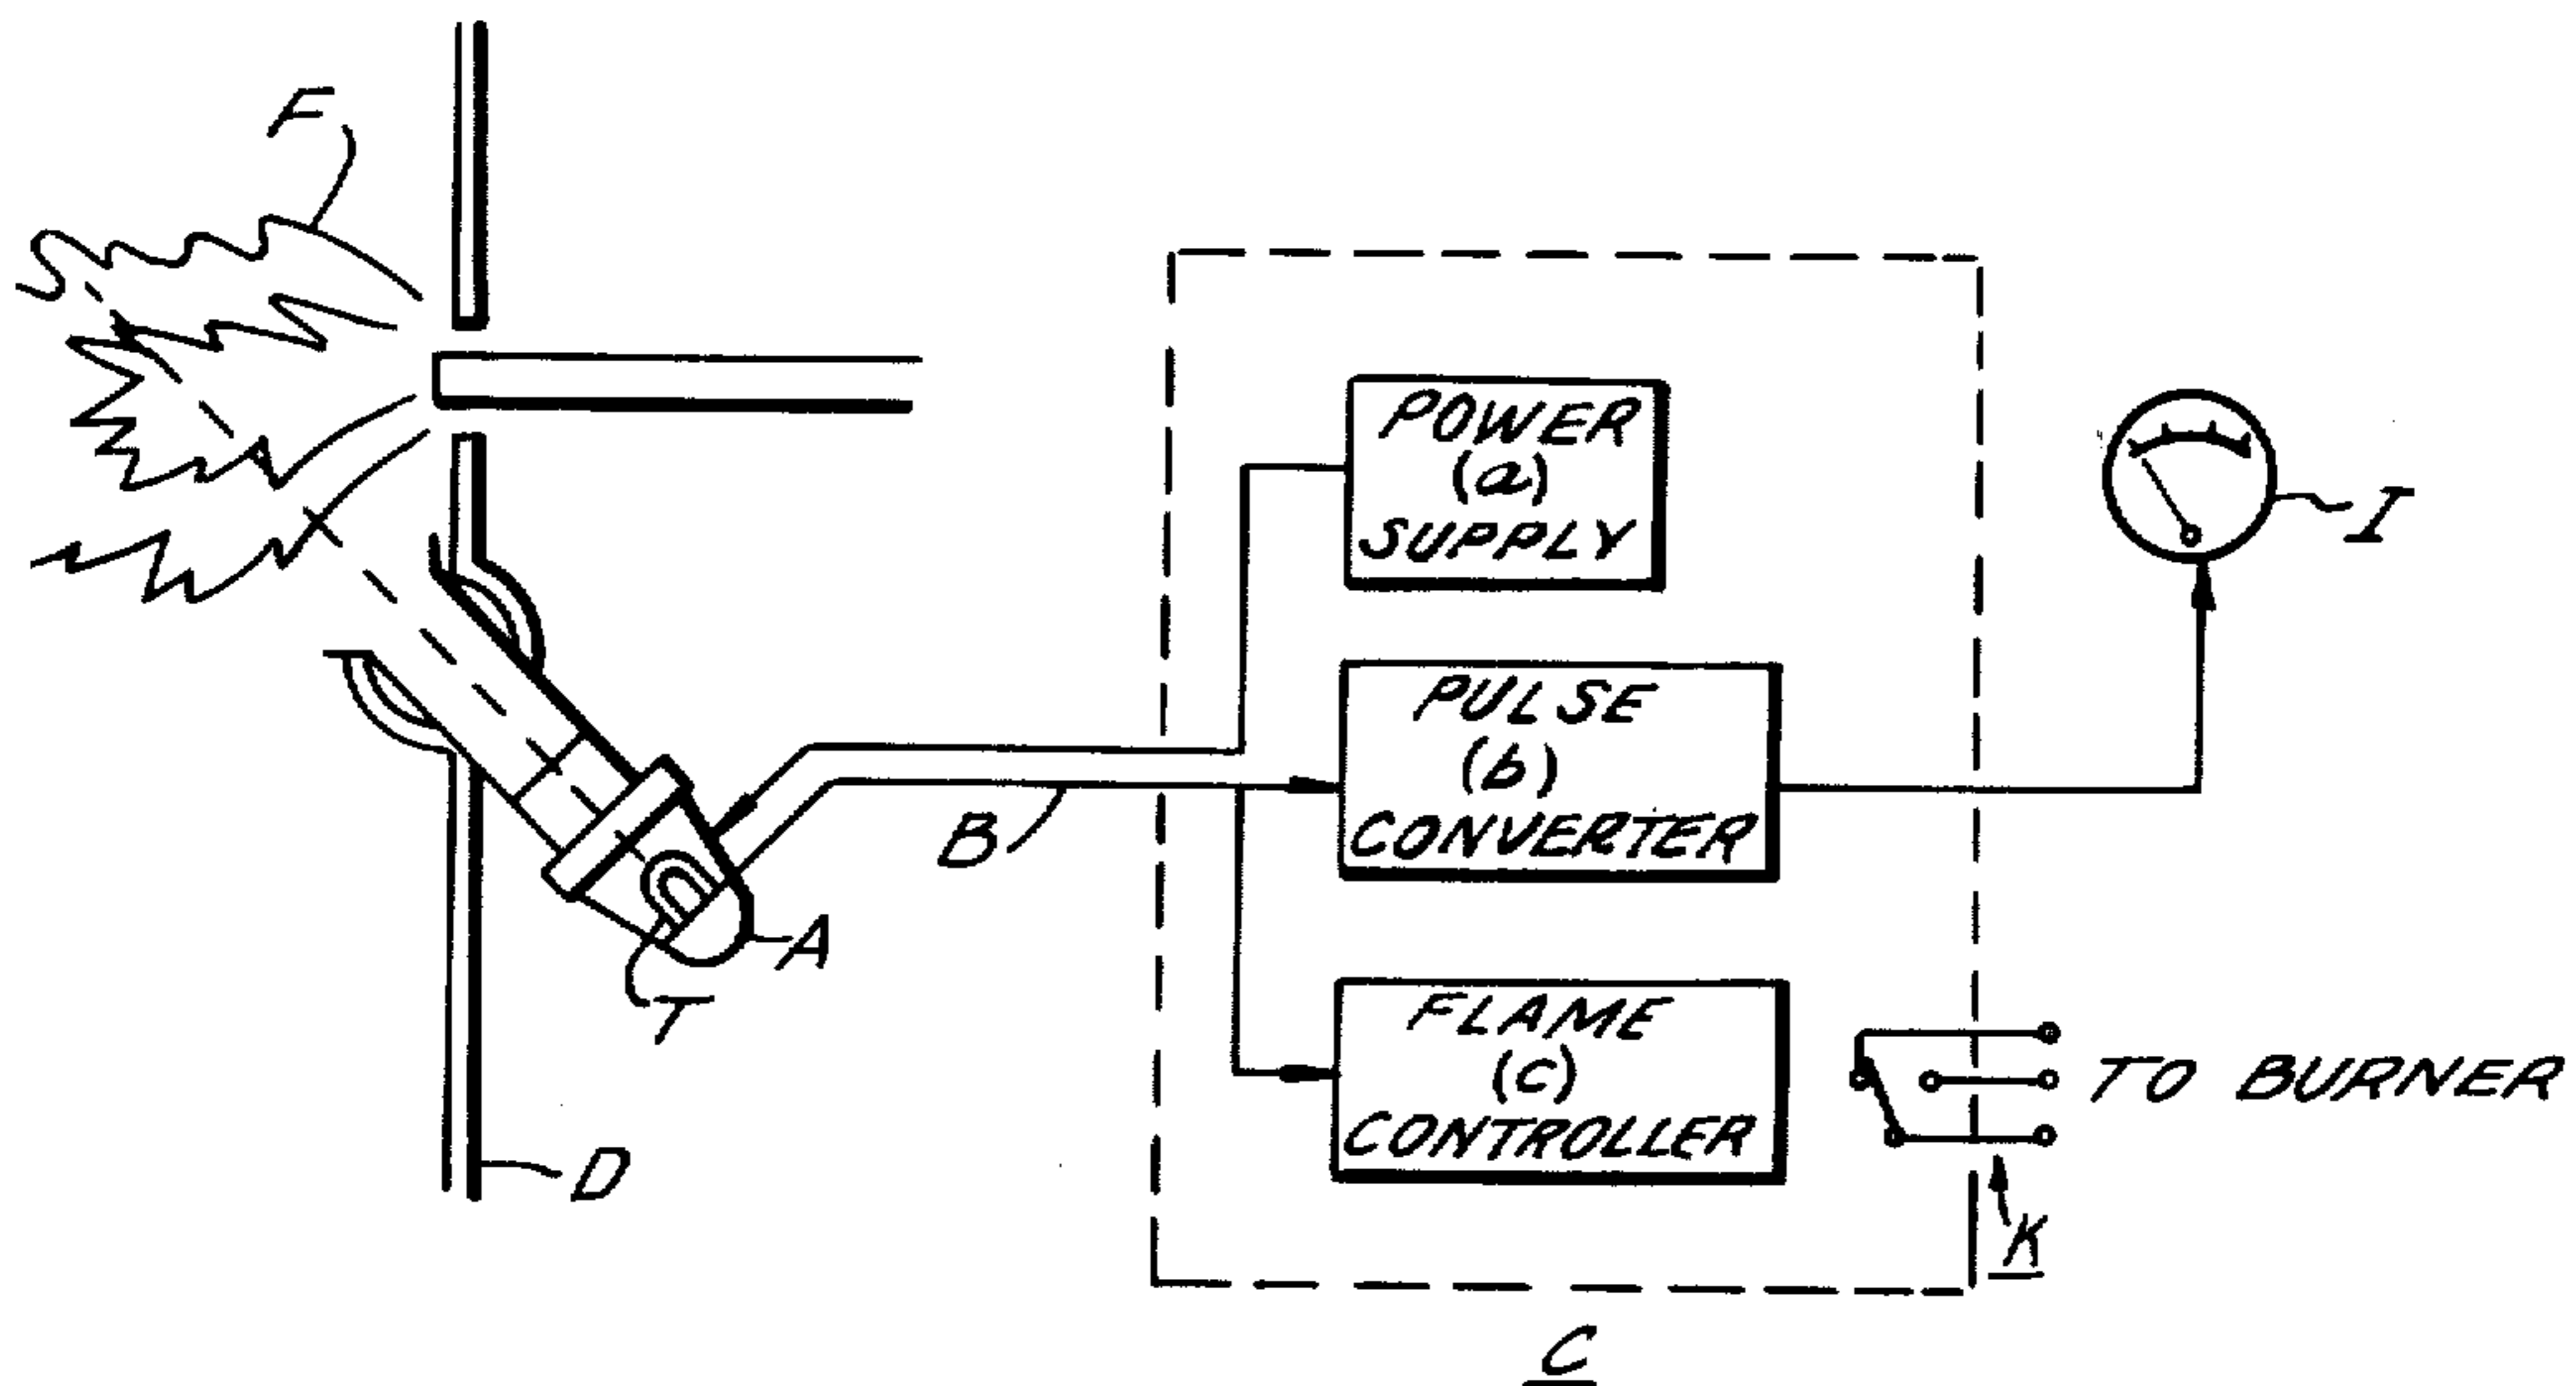 F
POWER
(a)
SUPPLY
I
PULSE
(b)
CONVERTER
B
A
T
FLAME
(c)
CONTROLLER
TO BURNER
D
K
C